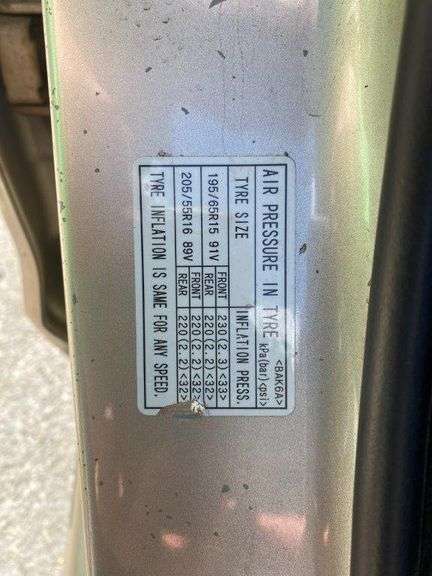 <BAK6A>
AIR PRESSURE IN TYRE kPa(bar)<psi>
TYRE SIZE INFLATION PRESS.
195/65R15 91V FRONT 230(2.3)<33>
REAR 220(2.2)<32>
205/55R16 89V FRONT 220(2.2)<32>
REAR 220(2.2)<32>
TYRE INFLATION IS SAME FOR ANY SPEED.